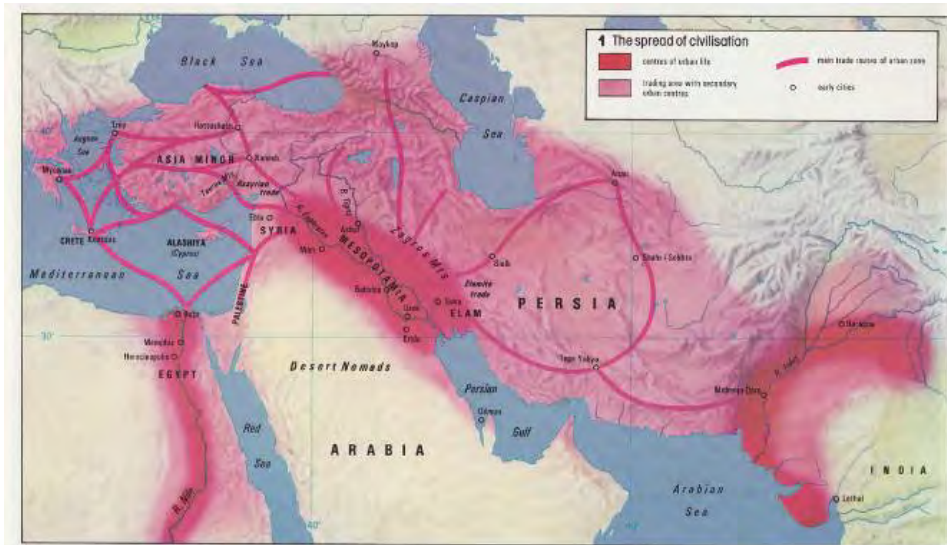 1 The spread of civilisation
centres of urban life
trading area with secondary
urban centres
main trade routes of urban zone
early cities
Black Sea
Maykop
Caspian
Sea
40°
Troy
Aegean
Sea
Hattushash
Mycenae
ASIA MINOR
Kanesh
Taurus Mts
Assyrian
trade
R. Tigris
Anau
CRETE
Knossos
ALASHIYA
(Cyprus)
Ebla
SYRIA
R. Euphrates
Ashur
Mari
MESOPOTAMIA
Zagros Mts
Sialk
Shahr-i Sokhta
Mediterranean
Sea
PALESTINE
Babylon
Elamite
trade
PERSIA
Susa
ELAM
Uruk
Eridu
30°
Buto
Memphis
Heracleopolis
EGYPT
Harappa
Tepe Yahya
R. Indus
Desert Nomads
Persian
Gulf
Red
Sea
ARABIA
INDIA
Arabian
Sea
Lothal
R. Nile
40°